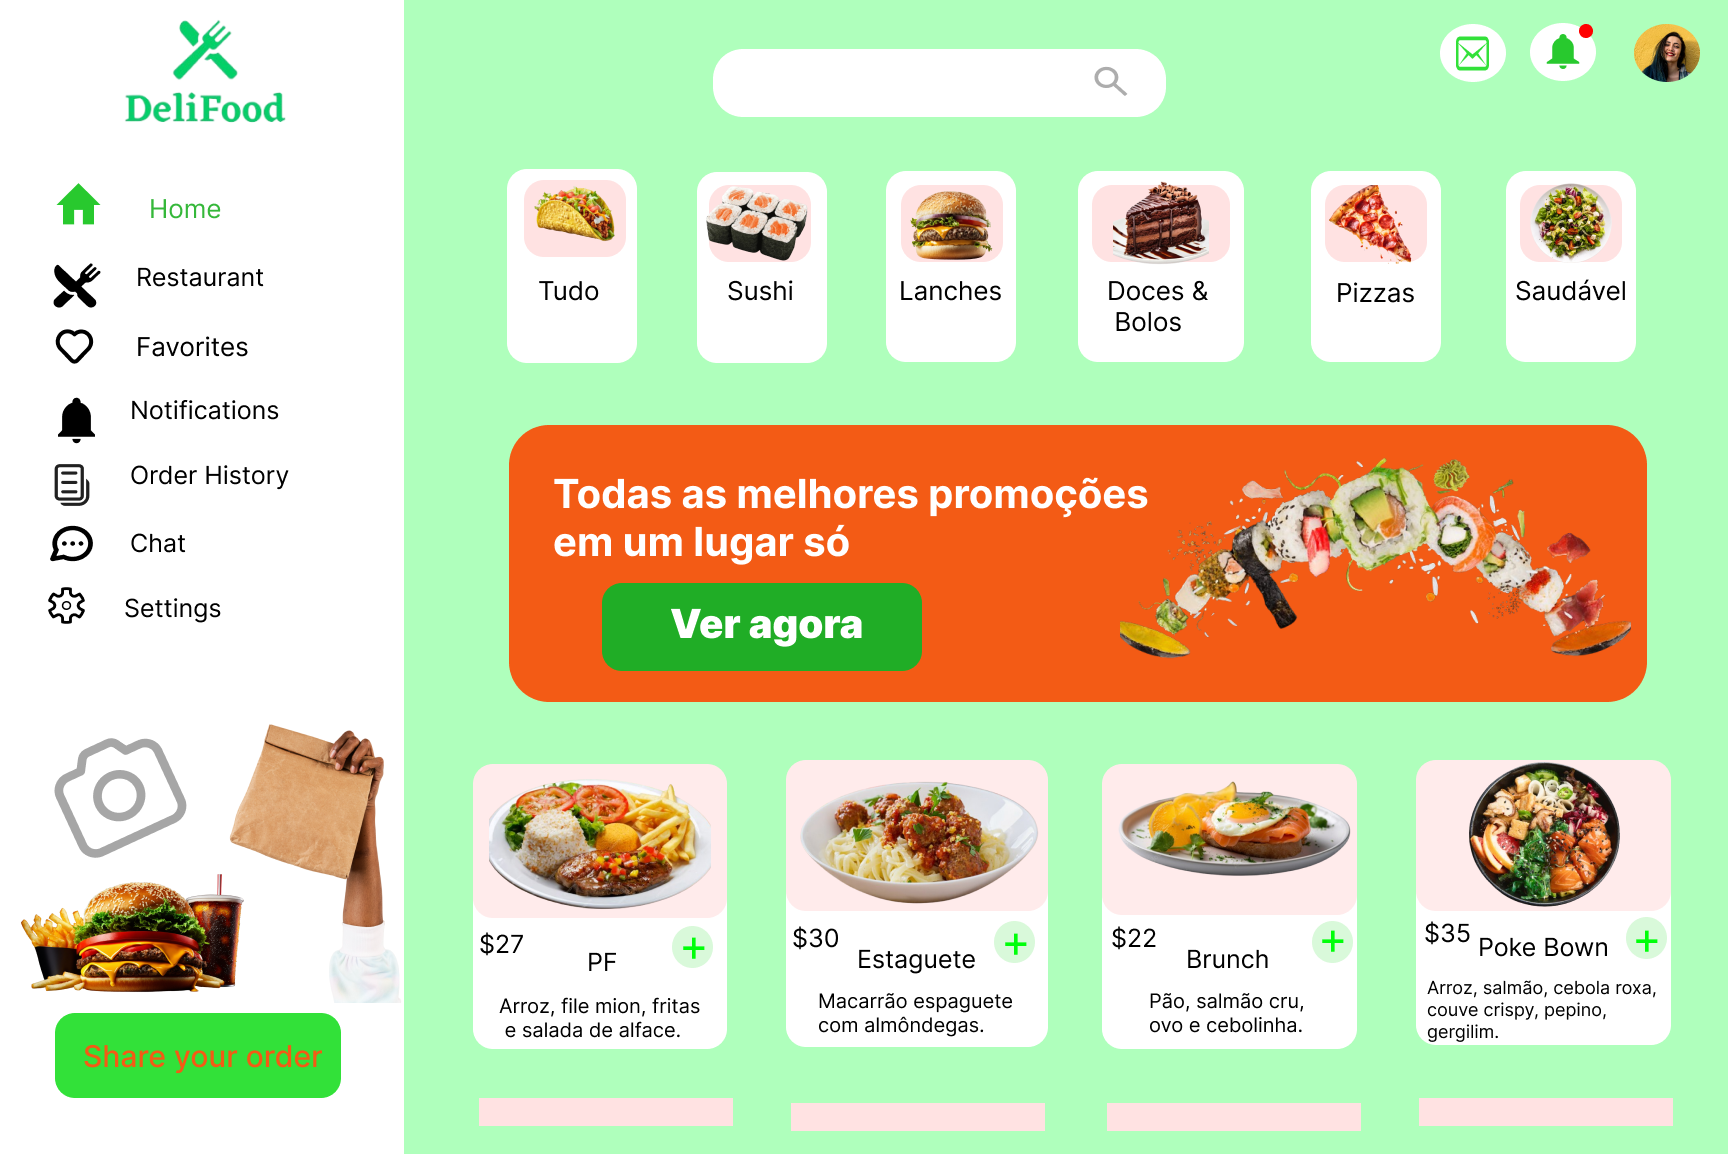 DeliFood
Home
Restaurant
Favorites
Notifications
Order History
Chat
Settings
Share your order
Tudo
Sushi
Lanches
Doces &
Bolos
Pizzas
Saudável
Todas as melhores promoções
em um lugar só
Ver agora
$27
PF
Arroz, file mion, fritas
e salada de alface.
$30
Estaguete
Macarrão espaguete
com almôndegas.
$22
Brunch
Pão, salmão cru,
ovo e cebolinha.
$35
Poke Bown
Arroz, salmão, cebola roxa,
couve crispy, pepino,
gergilim.